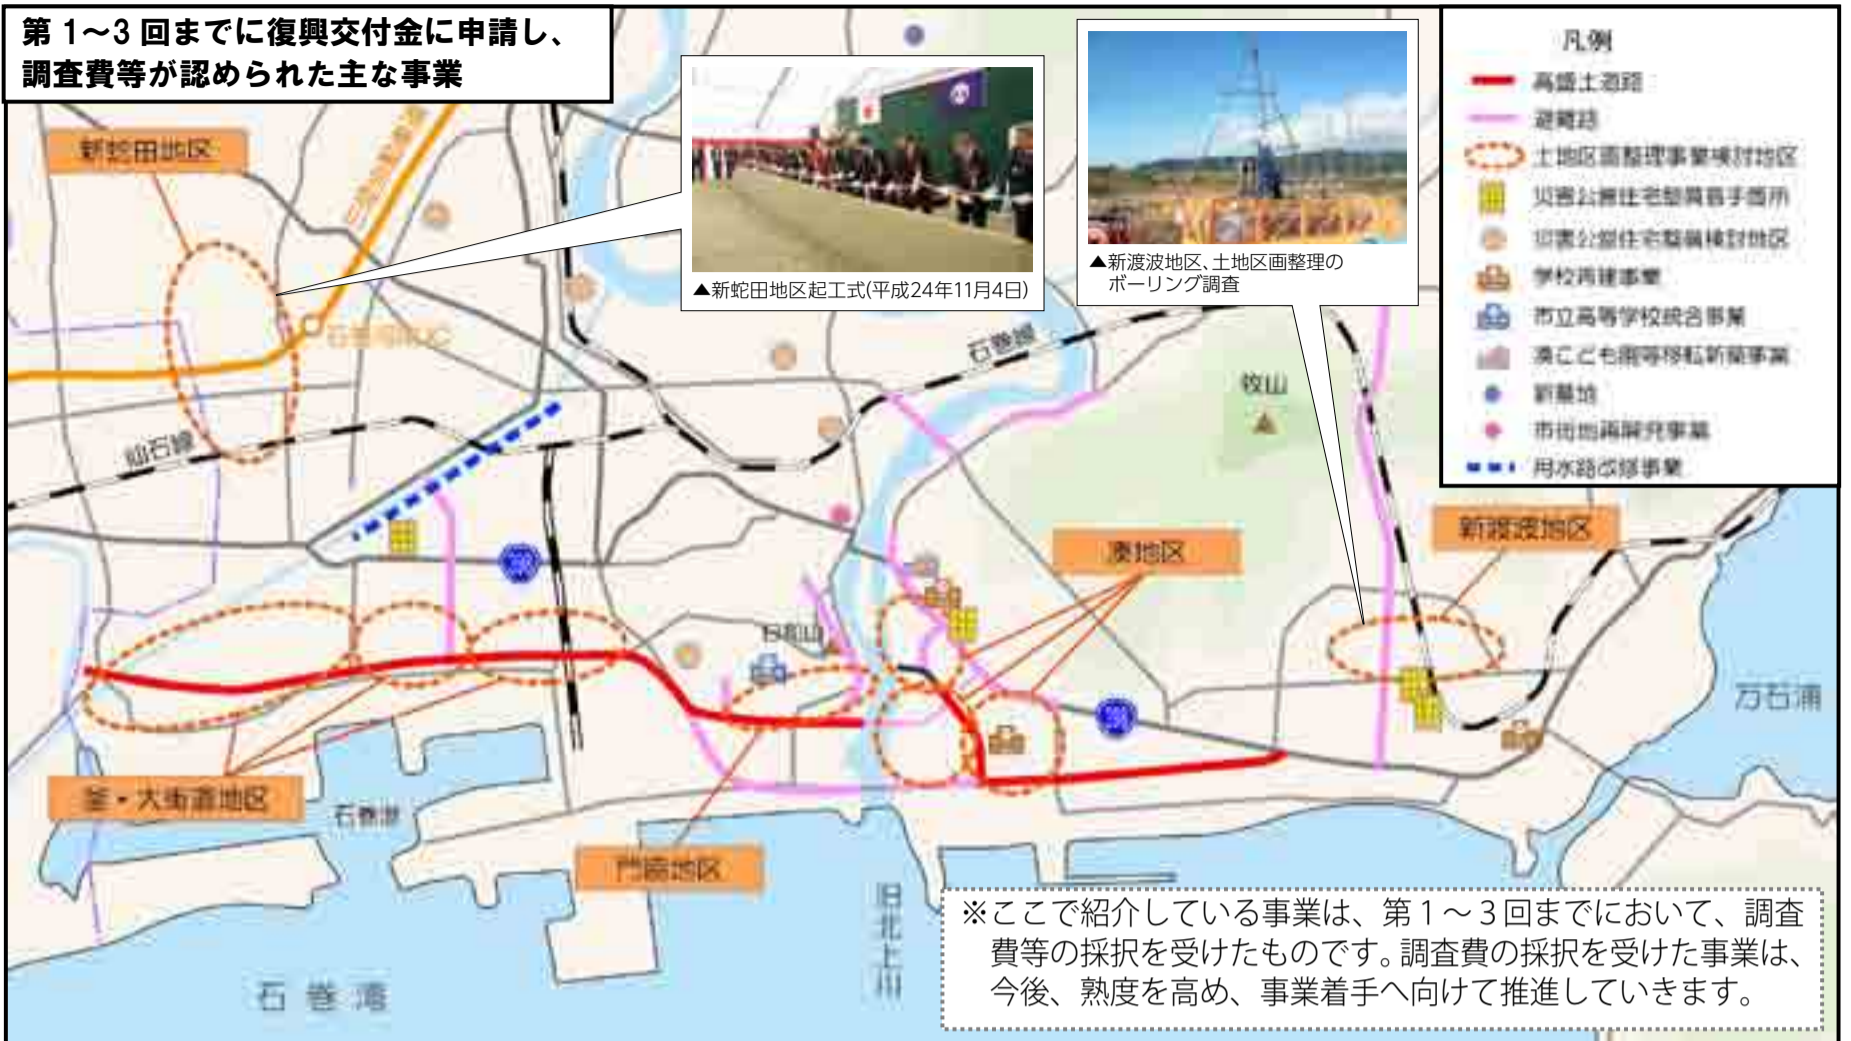 第1～3回までに復興交付金に申請し、
調査費等が認められた主な事業
新蛇田地区
▲新蛇田地区起工式(平成24年11月4日)
▲新渡波地区、土地区画整理の
ボーリング調査
凡例
高盛土道路
避難路
土地区画整理事業検討地区
災害公営住宅整備着手箇所
災害公営住宅整備検討地区
学校再建事業
市立高等学校統合事業
湊こども園等移転新築事業
新墓地
市街地再開発事業
用水路改修事業
石巻線
仙石線
牧山
新渡波地区
湊地区
日和山
万石浦
釜・大街道地区
石巻港
門脇地区
旧北上川
石巻湾
※ここで紹介している事業は、第1～3回までにおいて、調査
費等の採択を受けたものです。調査費の採択を受けた事業は、
今後、熟度を高め、事業着手へ向けて推進していきます。